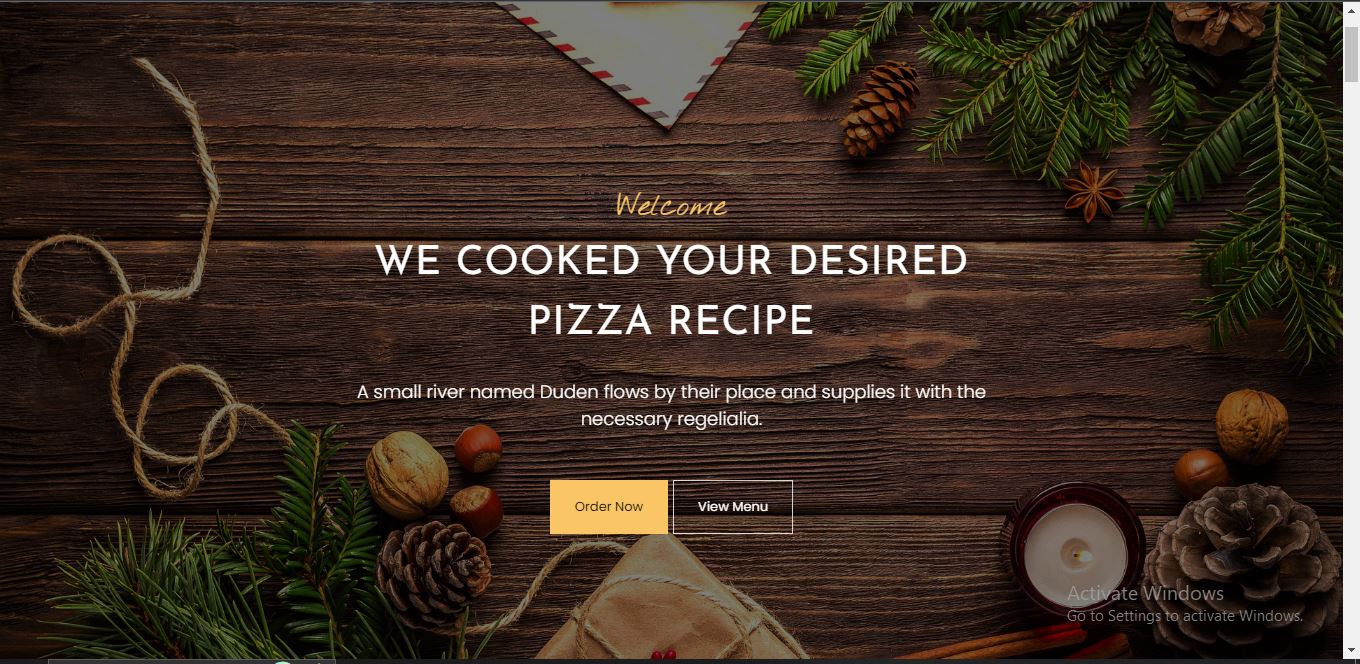 Welcome
WE COOKED YOUR DESIRED
PIZZA RECIPE
A small river named Duden flows by their place and supplies it with the
necessary regelialia.
Order Now View Menu
Activate Windows
Go to Settings to activate Windows.